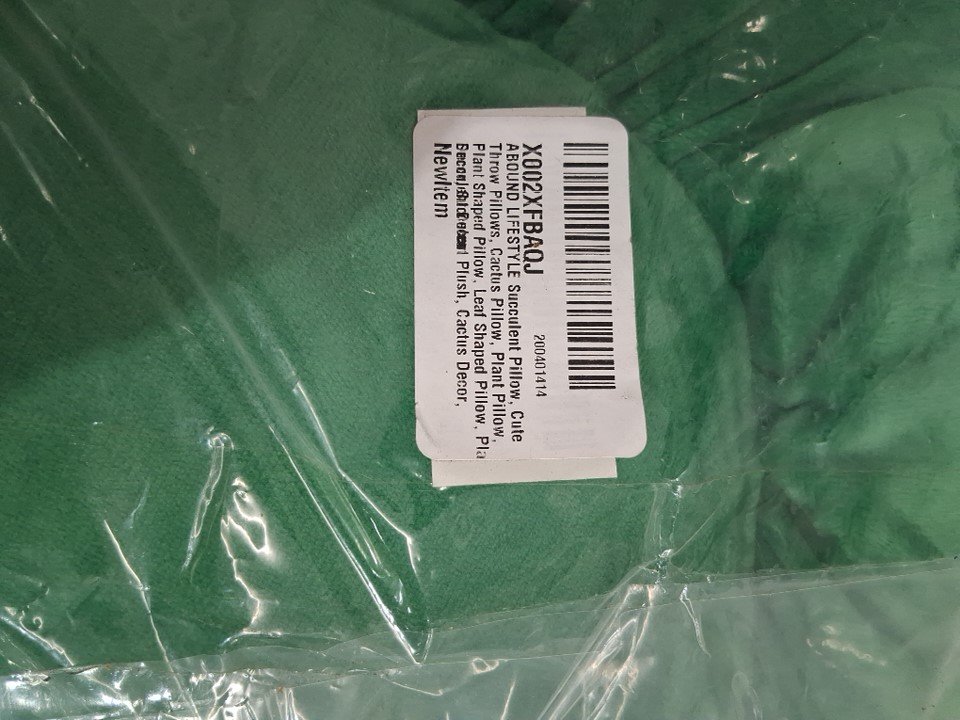 X002XFBAQJ
200401414
ABOUND LIFESTYLE Succulent Pillow, Cute
Throw Pillows, Cactus Pillow, Plant Pillow,
Plant Shaped Pillow, Leaf Shaped Pillow, Pla
Plush, Cactus Decor,
NewItem